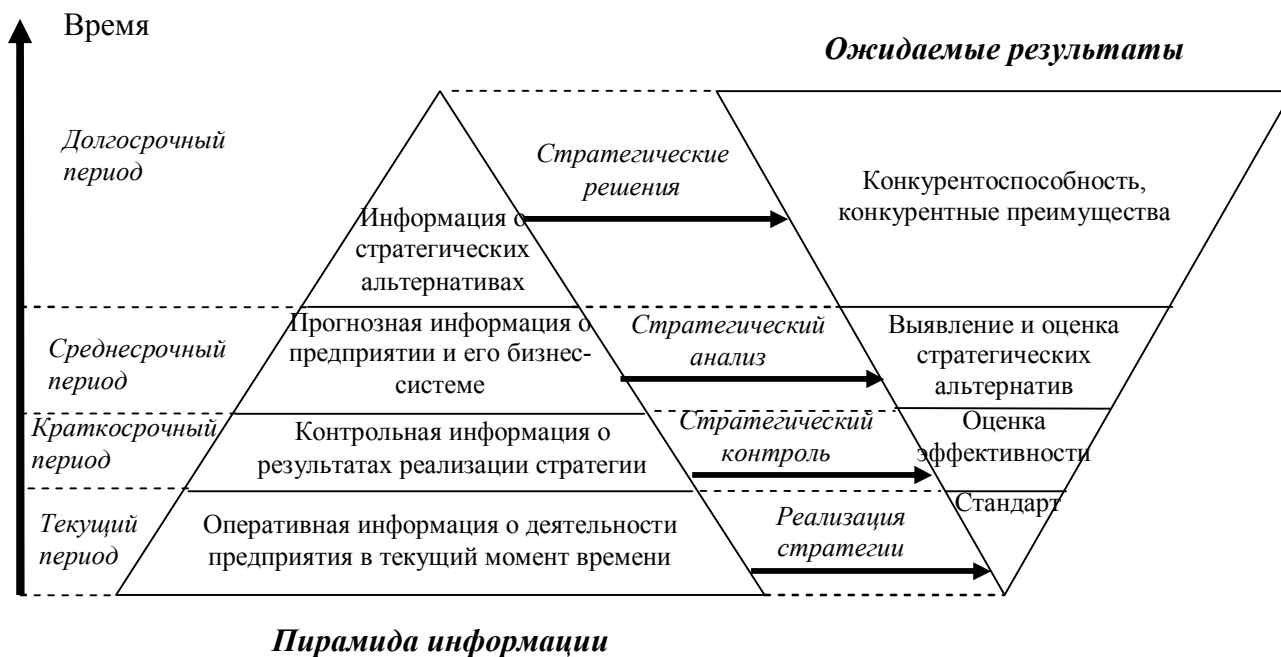 Время
Ожидаемые результаты
Долгосрочный
период
Стратегические
решения
Конкурентоспособность,
конкурентные преимущества
Информация о
стратегических
альтернативах
Среднесрочный
период
Прогнозная информация о
предприятии и его бизнес-
системе
Стратегический
анализ
Выявление и оценка
стратегических
альтернатив
Краткосрочный
период
Контрольная информация о
результатах реализации стратегии
Стратегический
контроль
Оценка
эффективности
Текущий
период
Оперативная информация о деятельности
предприятия в текущий момент времени
Реализация
стратегии
Стандарт
Пирамида информации